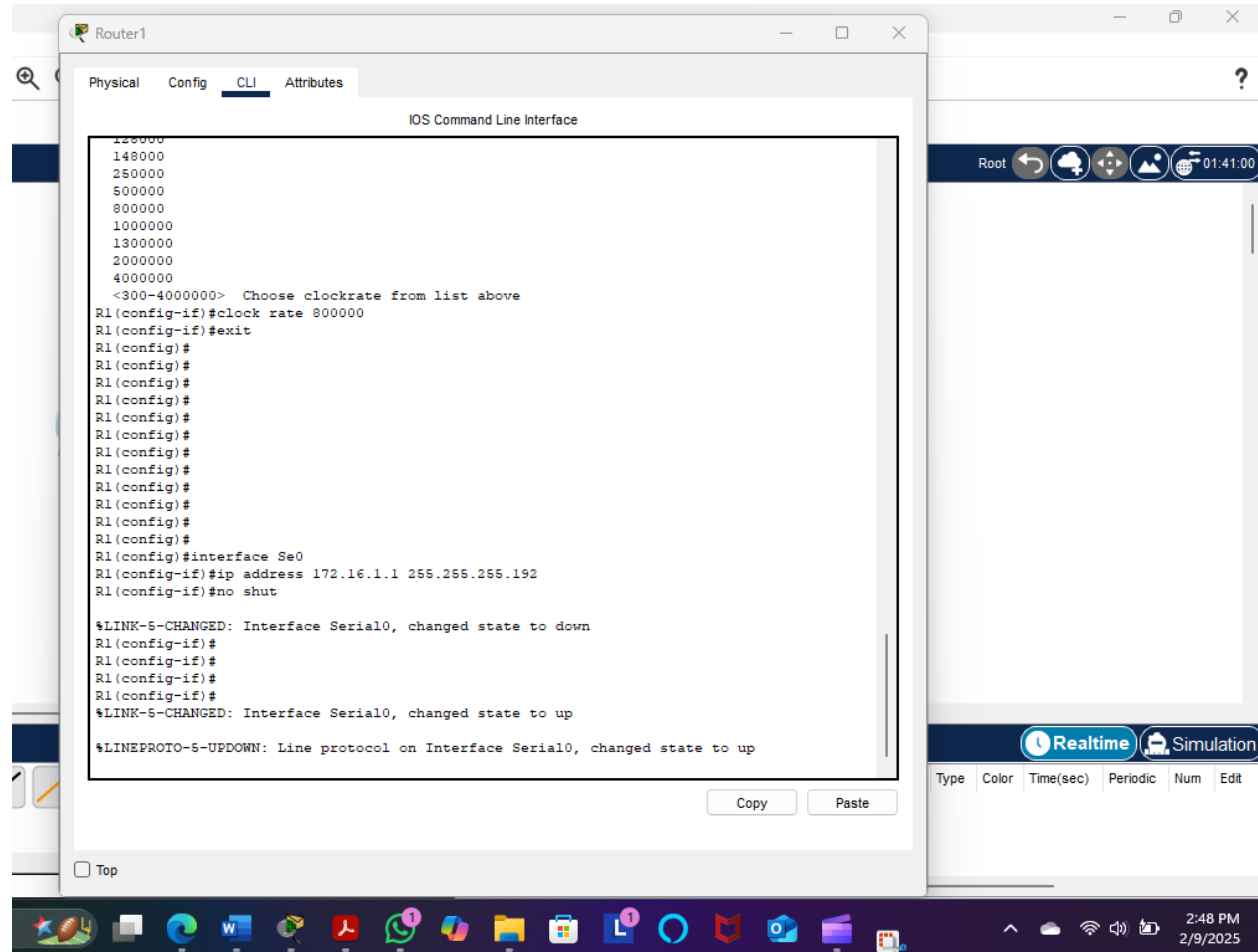 Router1
?
Physical Config CLI Attributes
IOS Command Line Interface
128000
148000
250000
500000
800000
1000000
1300000
2000000
4000000
<300-4000000> Choose clockrate from list above
R1(config-if)#clock rate 800000
R1(config-if)#exit
R1(config)#
R1(config)#
R1(config)#
R1(config)#
R1(config)#
R1(config)#
R1(config)#
R1(config)#
R1(config)#
R1(config)#
R1(config)#
R1(config)#
R1(config)#interface Se0
R1(config-if)#ip address 172.16.1.1 255.255.255.192
R1(config-if)#no shut
%LINK-5-CHANGED: Interface Serial0, changed state to down
R1(config-if)#
R1(config-if)#
R1(config-if)#
R1(config-if)#
%LINK-5-CHANGED: Interface Serial0, changed state to up
%LINEPROTO-5-UPDOWN: Line protocol on Interface Serial0, changed state to up
Copy Paste
Top
Root 01:41:00
Realtime Simulation
Type Color Time(sec) Periodic Num Edit
W 1 L 1
2:48 PM
2/9/2025